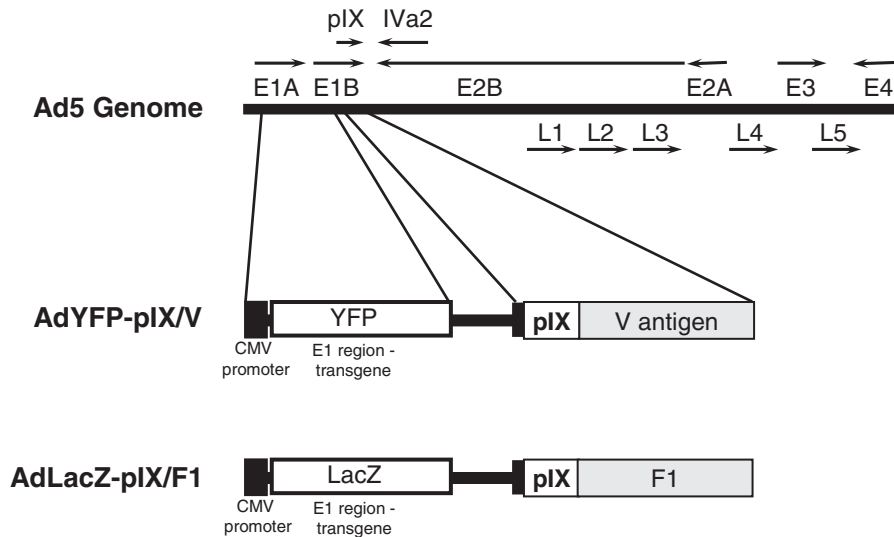 pIX IVa2
E1A E1B E2B E2A E3 E4
Ad5 Genome
L1 L2 L3 L4 L5
AdYFP-pIX/V
YFP pIX V antigen
CMV promoter
E1 region - transgene
AdLacZ-pIX/F1
LacZ pIX F1
CMV promoter
E1 region - transgene